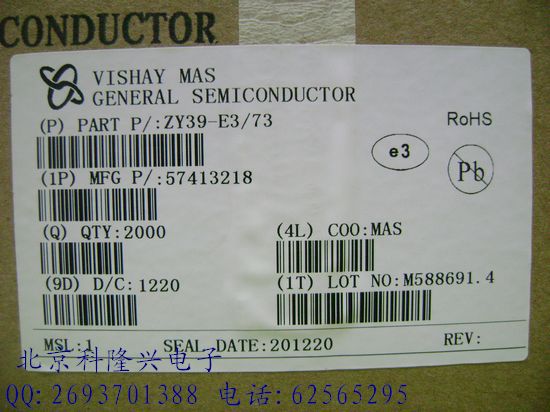 CONDUCTOR
VISHAY MAS
GENERAL SEMICONDUCTOR
(P) PART P/:ZY39-E3/73
RoHS
e3
Pb
(1P) MFG P/:57413218
(Q) QTY:2000
(4L) COO:MAS
(9D) D/C:1220
(1T) LOT NO:M588691.4
MSL:1 SEAL DATE:201220 REV:
北京科隆兴电子
QQ: 2693701388 电话: 62565295